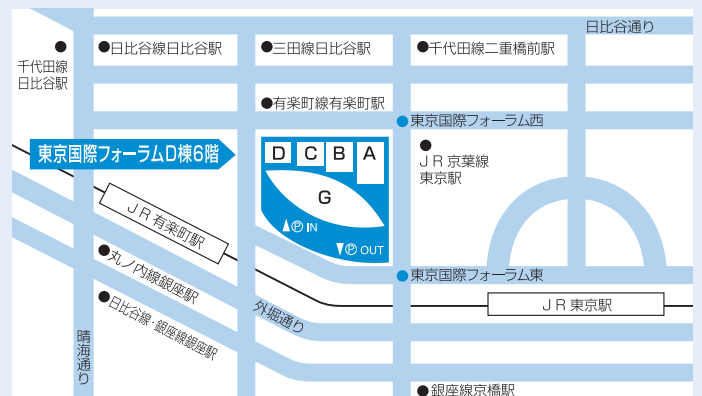 日比谷通り
千代田線
日比谷駅
日比谷線日比谷駅
三田線日比谷駅
千代田線二重橋前駅
有楽町線有楽町駅
東京国際フォーラム西
東京国際フォーラムD棟6階
D
C
B
A
G
JR京葉線
東京駅
P IN
P OUT
JR有楽町駅
丸ノ内線銀座駅
日比谷線・銀座線銀座駅
外堀通り
東京国際フォーラム東
JR東京駅
晴海通り
銀座線京橋駅